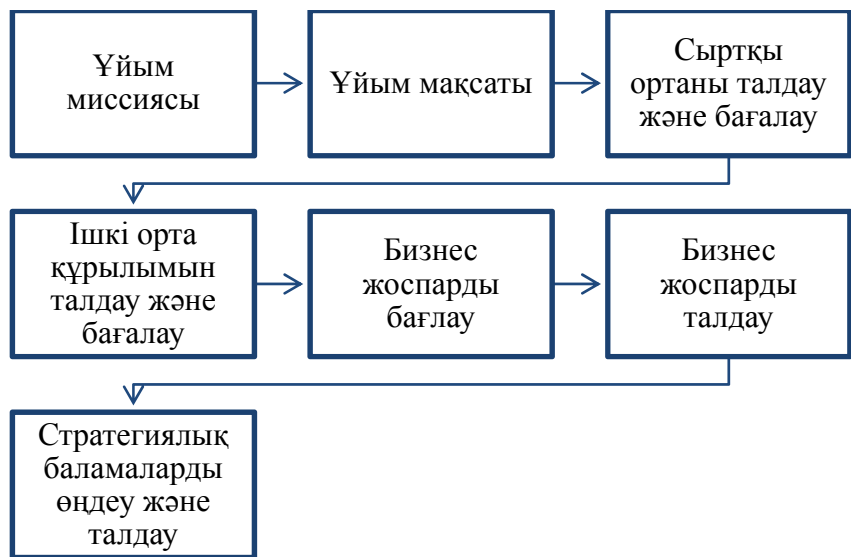 Ұйым
миссиясы
Ұйым мақсаты
Сыртқы
ортаны талдау
және бағалау
Ішкі орта
құрылымын
талдау және
бағалау
Бизнес
жоспарды
бағлау
Бизнес
жоспарды
талдау
Стратегиялық
баламаларды
өңдеу және
талдау